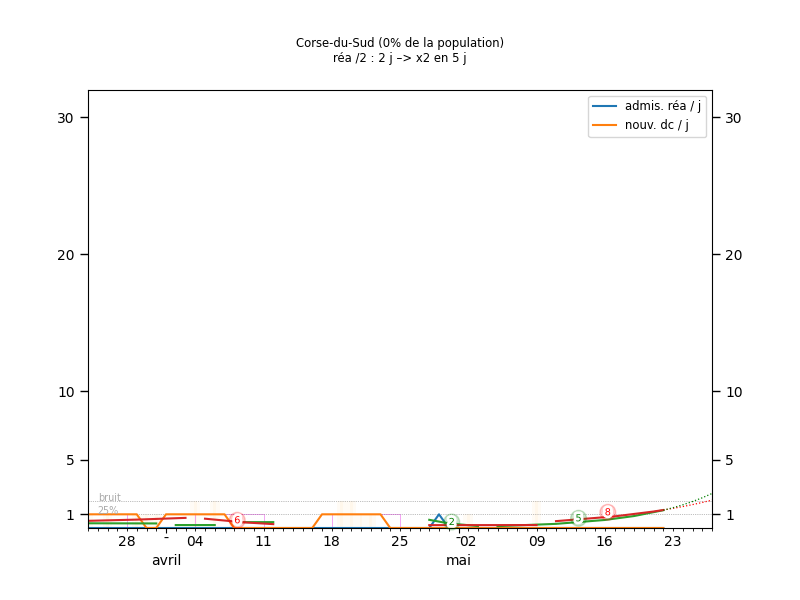 Corse-du-Sud (0% de la population)
réa /2 : 2 j –> x2 en 5 j
admis. réa / j
nouv. dc / j
30 30
20 20
10 10
5 5
bruit
25%
1 1
6 2 5 8
28 04 11 18 25 02 09 16 23
avril mai